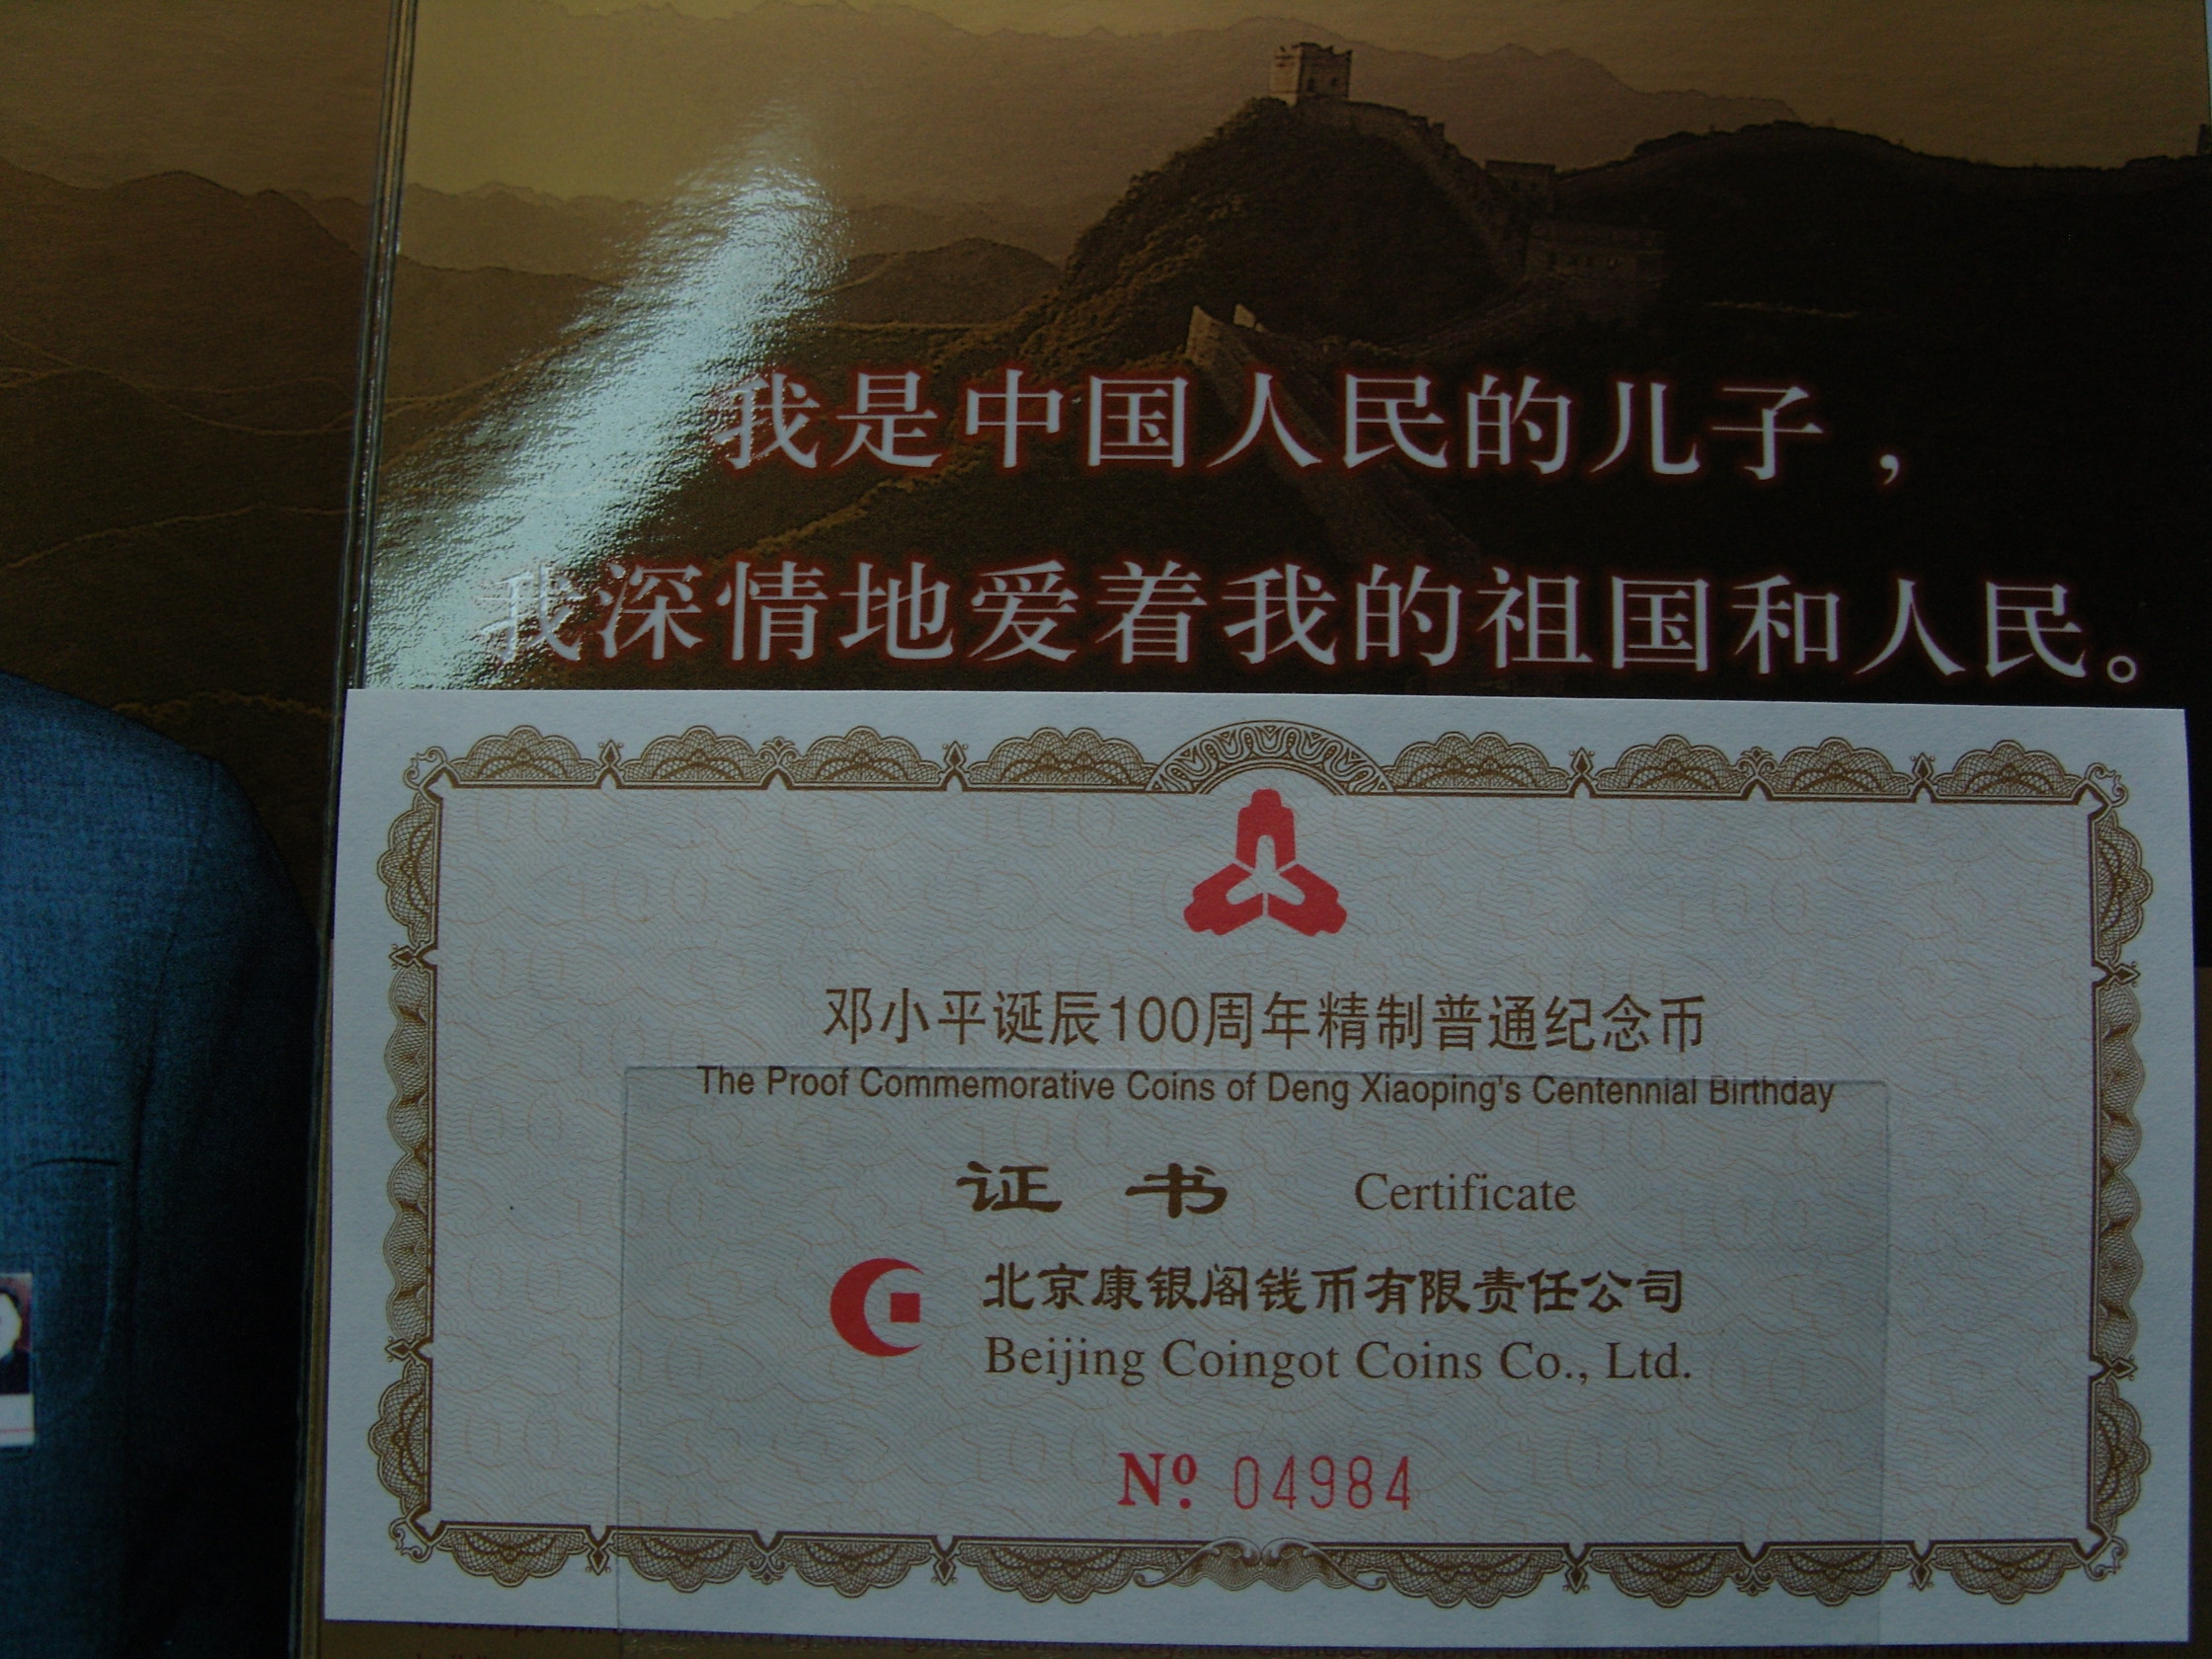 我是中国人民的儿子，
我深情地爱着我的祖国和人民。
邓小平诞辰100周年精制普通纪念币
The Proof Commemorative Coins of Deng Xiaoping's Centennial Birthday
证书 Certificate
北京康银阁钱币有限责任公司
Beijing Coingot Coins Co., Ltd.
Nº 04984